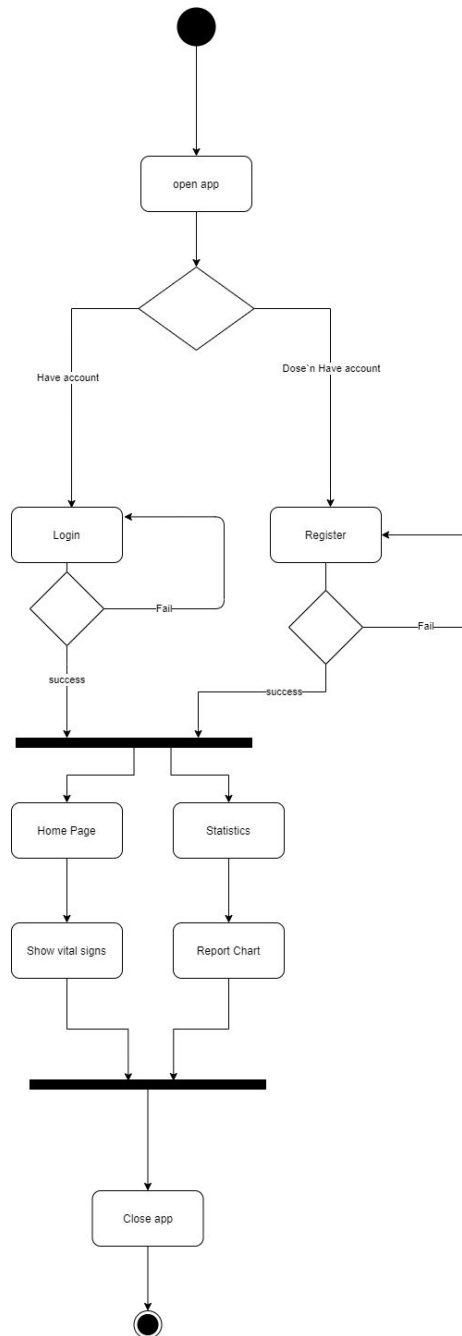 open app
Have account
Dose`n Have account
Login
Register
Fail
Fail
success
success
Home Page
Statistics
Show vital signs
Report Chart
Close app